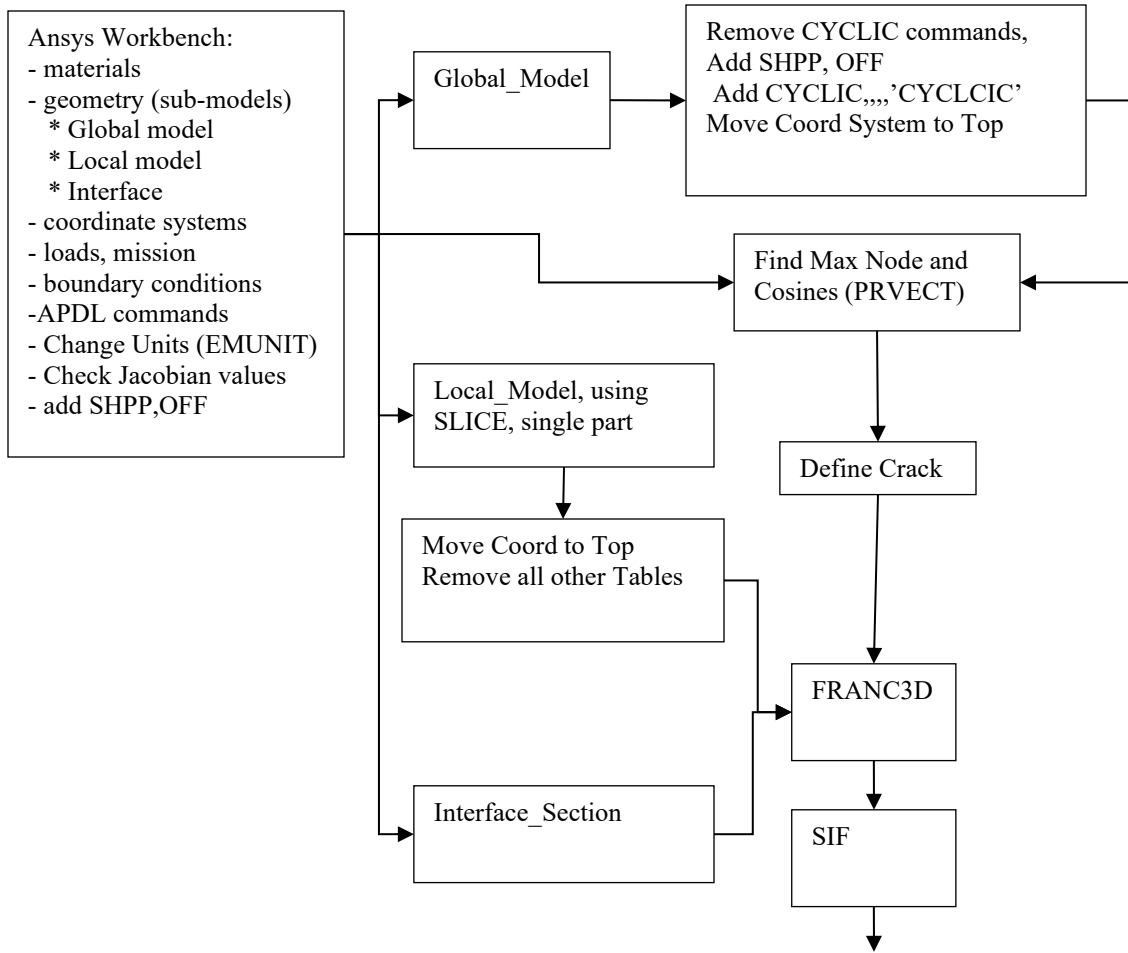 Ansys Workbench:
- materials
- geometry (sub-models)
* Global model
* Local model
* Interface
- coordinate systems
- loads, mission
- boundary conditions
-APDL commands
- Change Units (EMUNIT)
- Check Jacobian values
- add SHPP,OFF
Global_Model
Remove CYCLIC commands,
Add SHPP, OFF
Add CYCLIC,,,,’CYCLCIC’
Move Coord System to Top
Find Max Node and
Cosines (PRVECT)
Local_Model, using
SLICE, single part
Define Crack
Move Coord to Top
Remove all other Tables
FRANC3D
Interface_Section
SIF